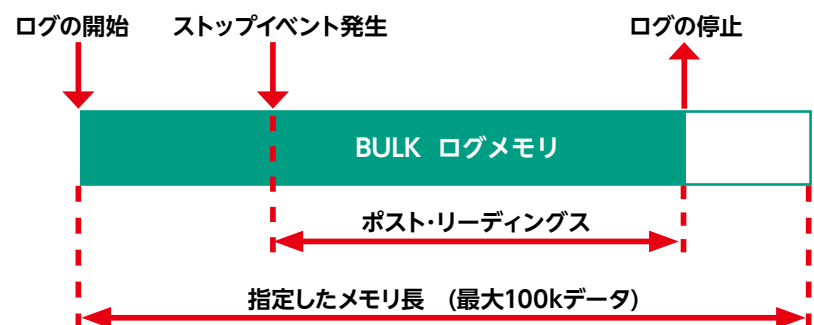 ログの開始 ストップイベント発生 ログの停止
BULK ログメモリ
ポスト・リーディングス
指定したメモリ長 (最大100kデータ)